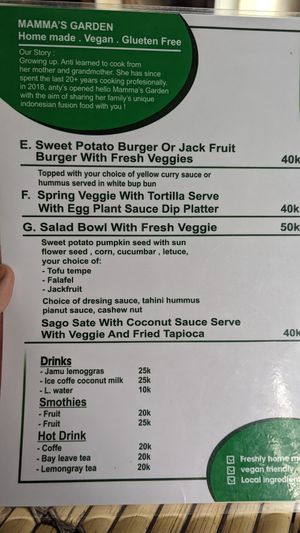 MAMMA'S GARDEN
Home made . Vegan . Glueten Free
Our Story :
Growing up. Anti learned to cook from
her mother and grandmother. She has since
spent the last 20+ years cooking profesionally.
in 2018, anty's opened hello Mamma's Garden
with the aim of sharing her family's unique
indonesian fusion food with you !
E. Sweet Potato Burger Or Jack Fruit
Burger With Fresh Veggies 40k
Topped with your choice of yellow curry sauce or
hummus served in white bup bun
F. Spring Veggie With Tortilla Serve
With Egg Plant Sauce Dip Platter 40k
G. Salad Bowl With Fresh Veggie 50k
Sweet potato pumpkin seed with sun
flower seed , corn, cucumbar , letuce,
your choice of:
- Tofu tempe
- Falafel
- Jackfruit
Choice of dresing sauce, tahini hummus
pianut sauce, cashew nut
Sago Sate With Coconut Sauce Serve
With Veggie And Fried Tapioca 40k
Drinks
- Jamu lemoggras 25k
- Ice coffe coconut milk 25k
- L. water 10k
Smothies
- Fruit 20k
- Fruit 25k
Hot Drink
- Coffe 20k
- Bay leave tea 20k
- Lemongray tea 20k
Freshly home
vegan friendly
Local ingredien